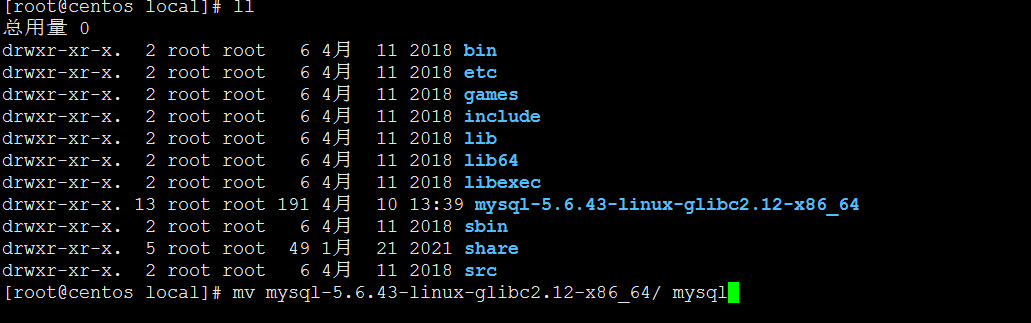 [root@centos local]# ll
总用量 0
drwxr-xr-x.  2 root root   6 4月  11 2018 bin
drwxr-xr-x.  2 root root   6 4月  11 2018 etc
drwxr-xr-x.  2 root root   6 4月  11 2018 games
drwxr-xr-x.  2 root root   6 4月  11 2018 include
drwxr-xr-x.  2 root root   6 4月  11 2018 lib
drwxr-xr-x.  2 root root   6 4月  11 2018 lib64
drwxr-xr-x.  2 root root   6 4月  11 2018 libexec
drwxr-xr-x. 13 root root 191 4月  10 13:39 mysql-5.6.43-linux-glibc2.12-x86_64
drwxr-xr-x.  2 root root   6 4月  11 2018 sbin
drwxr-xr-x.  5 root root  49 1月  21 2021 share
drwxr-xr-x.  2 root root   6 4月  11 2018 src
[root@centos local]# mv mysql-5.6.43-linux-glibc2.12-x86_64/ mysql